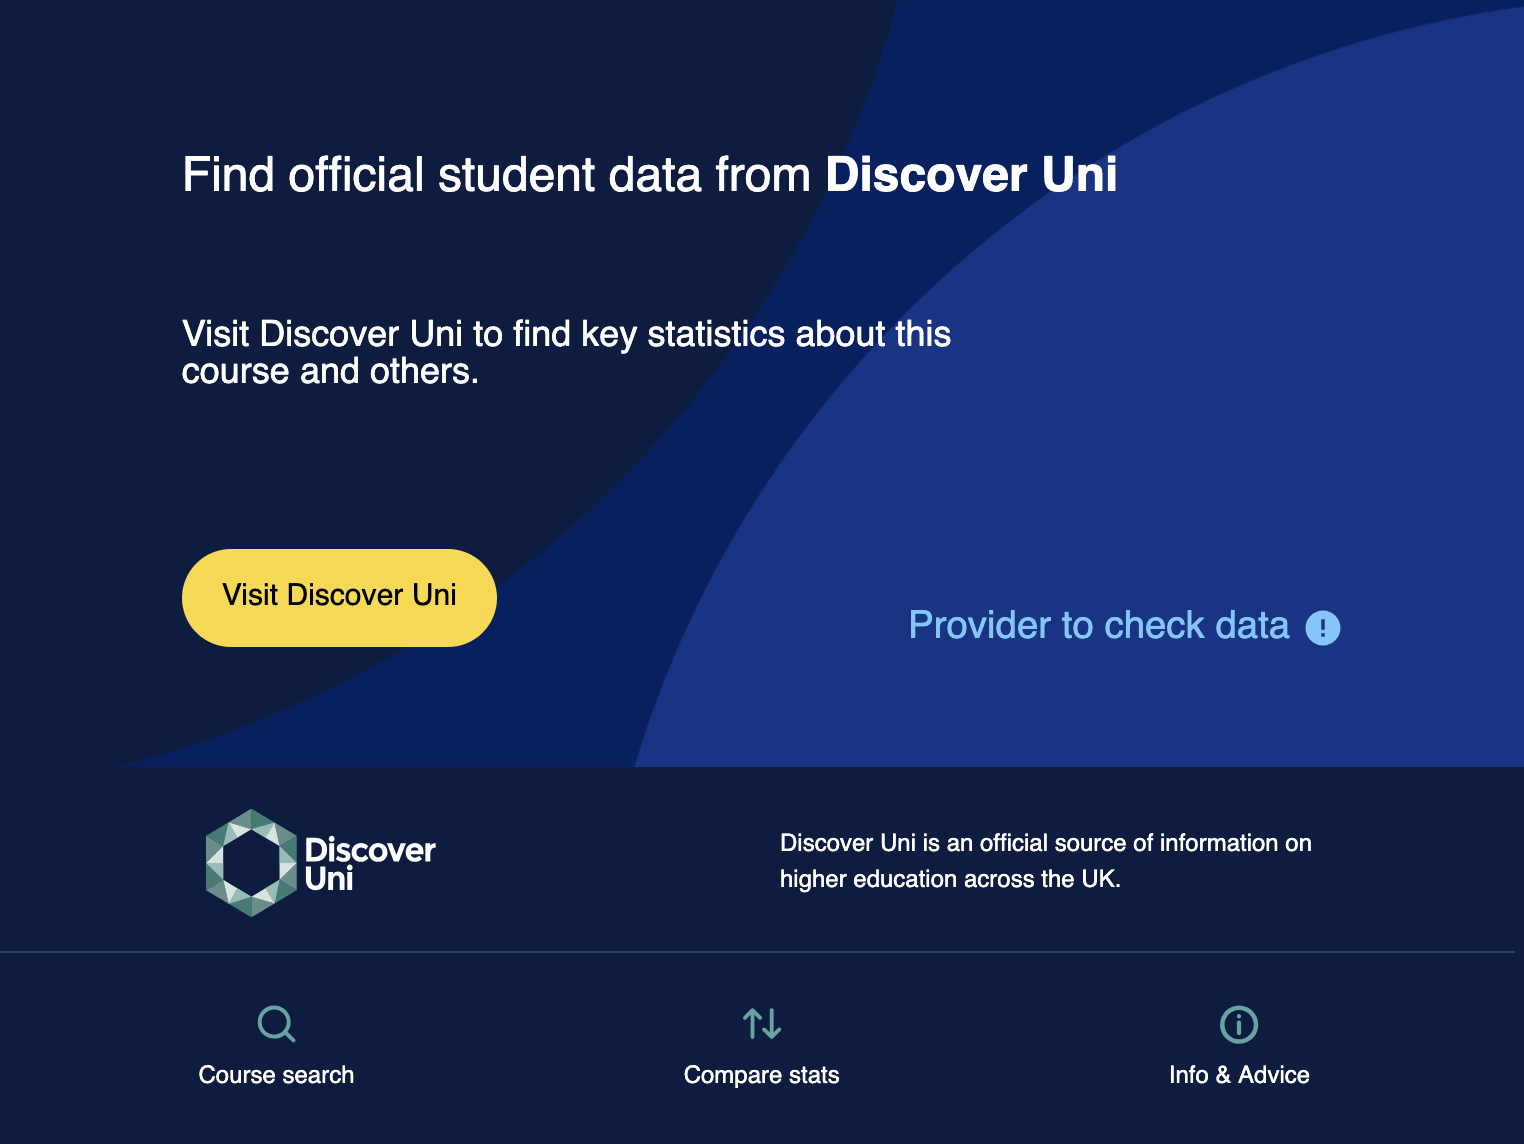 Find official student data from Discover Uni
Visit Discover Uni to find key statistics about this
course and others.
Visit Discover Uni
Provider to check data
Discover
Uni
Discover Uni is an official source of information on
higher education across the UK.
Course search
Compare stats
Info & Advice